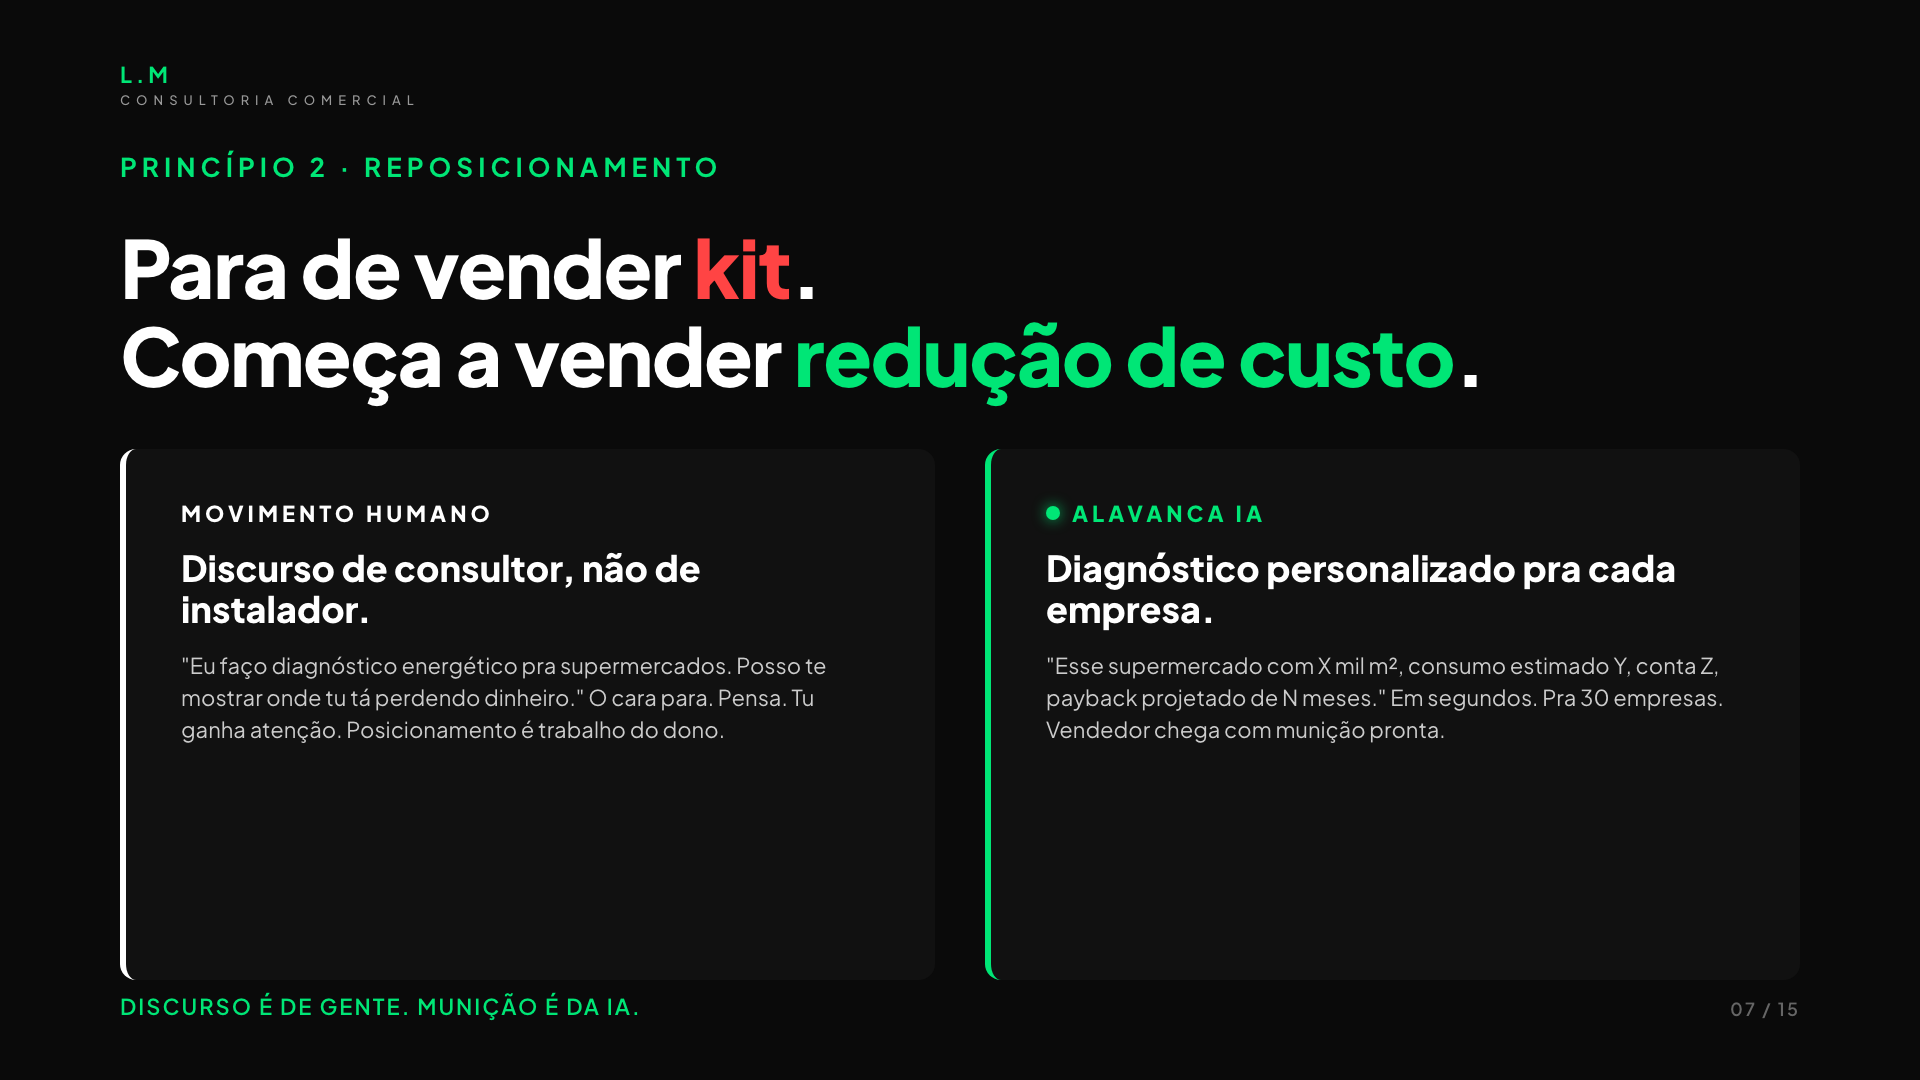 L.M
CONSULTORIA COMERCIAL
PRINCÍPIO 2 · REPOSICIONAMENTO
Para de vender kit.
Começa a vender redução de custo.
MOVIMENTO HUMANO
Discurso de consultor, não de
instalador.
"Eu faço diagnóstico energético pra supermercados. Posso te
mostrar onde tu tá perdendo dinheiro." O cara para. Pensa. Tu
ganha atenção. Posicionamento é trabalho do dono.
ALAVANCA IA
Diagnóstico personalizado pra cada
empresa.
"Esse supermercado com X mil m², consumo estimado Y, conta Z,
payback projetado de N meses." Em segundos. Pra 30 empresas.
Vendedor chega com munição pronta.
DISCURSO É DE GENTE. MUNIÇÃO É DA IA.
07 / 15